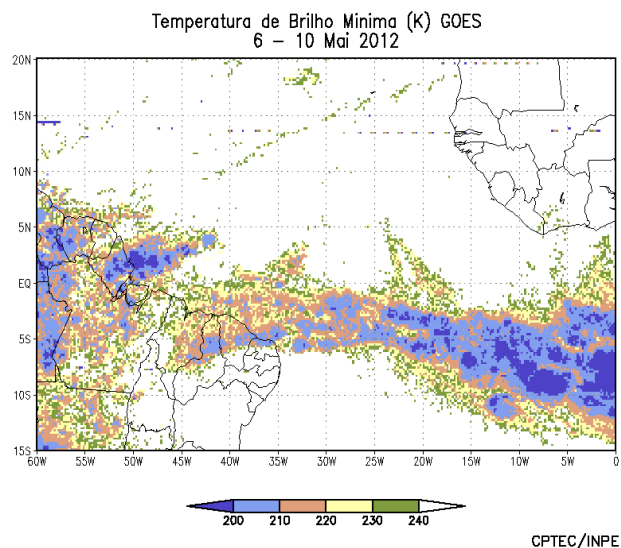 Temperatura de Brilho Minima (K) GOES
6 – 10 Mai 2012
20N
15N
10N
5N
EQ
5S
10S
15S
60W 55W 50W 45W 40W 35W 30W 25W 20W 15W 10W 5W 0
200 210 220 230 240
CPTEC/INPE